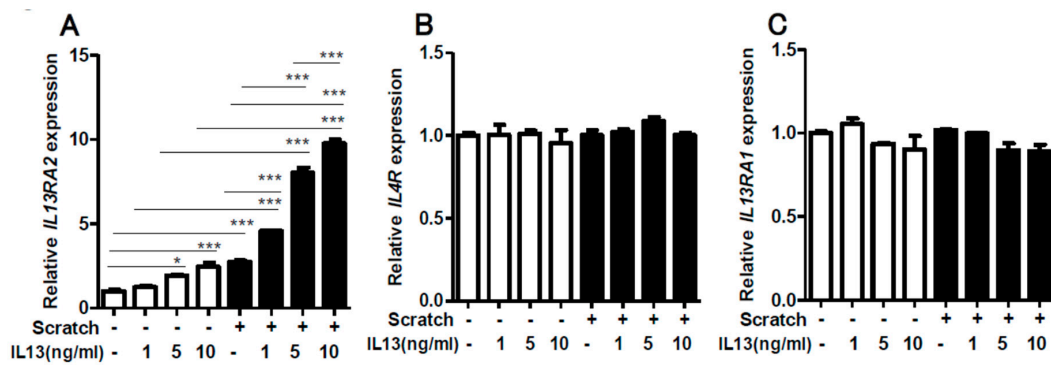 A
Relative IL13RA2 expression
15
10
5
0
***
***
***
***
***
***
***
***
***
*
Scratch - - - - + + + +
IL13(ng/ml) - 1 5 10 - 1 5 10
B
Relative IL4R expression
1.5
1.0
0.5
0.0
Scratch - - - - + + + +
IL13(ng/ml) - 1 5 10 - 1 5 10
C
Relative IL13RA1 expression
1.5
1.0
0.5
0.0
Scratch - - - - + + + +
IL13(ng/ml) - 1 5 10 - 1 5 10